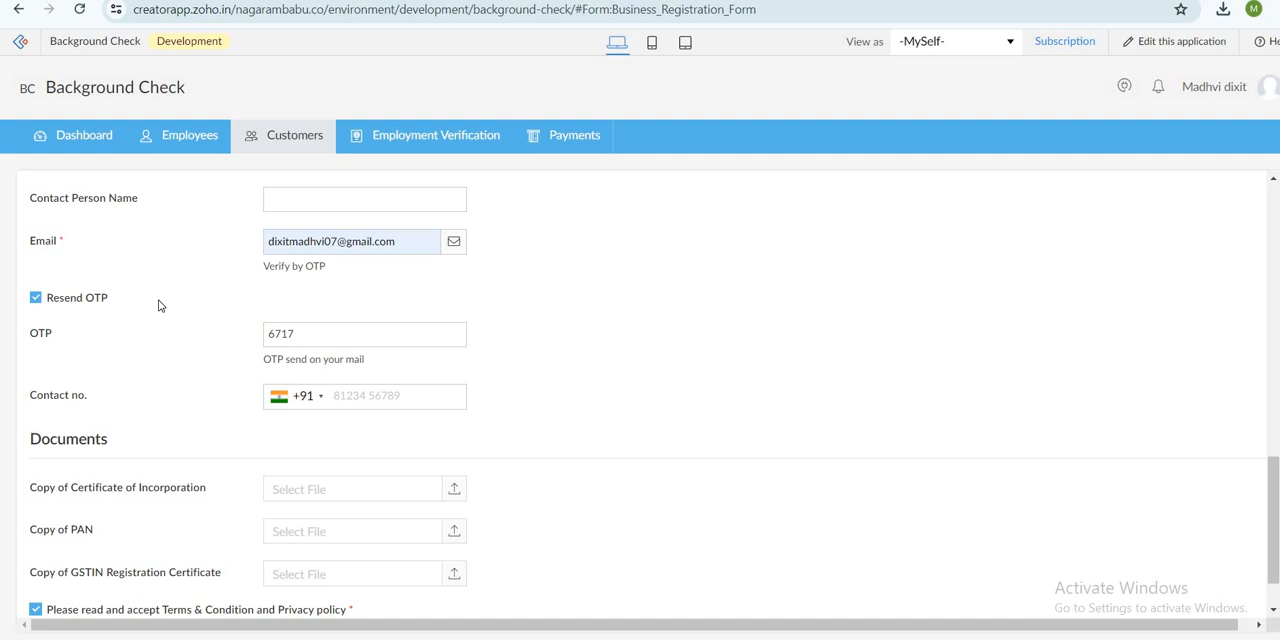 creatorapp.zoho.in/nagarambabu.co/environment/development/background-check/#Form:Business_Registration_Form
M
Background Check Development View as -MySelf- Subscription Edit this application He
BC Background Check Madhvi dixit
Dashboard Employees Customers Employment Verification Payments
Contact Person Name
Email * dixitmadhvi07@gmail.com
Verify by OTP
Resend OTP
OTP 6717
OTP send on your mail
Contact no. +91 81234 56789
Documents
Copy of Certificate of Incorporation Select File
Copy of PAN Select File
Copy of GSTIN Registration Certificate Select File
Please read and accept Terms & Condition and Privacy policy *
Activate Windows
Go to Settings to activate Windows.